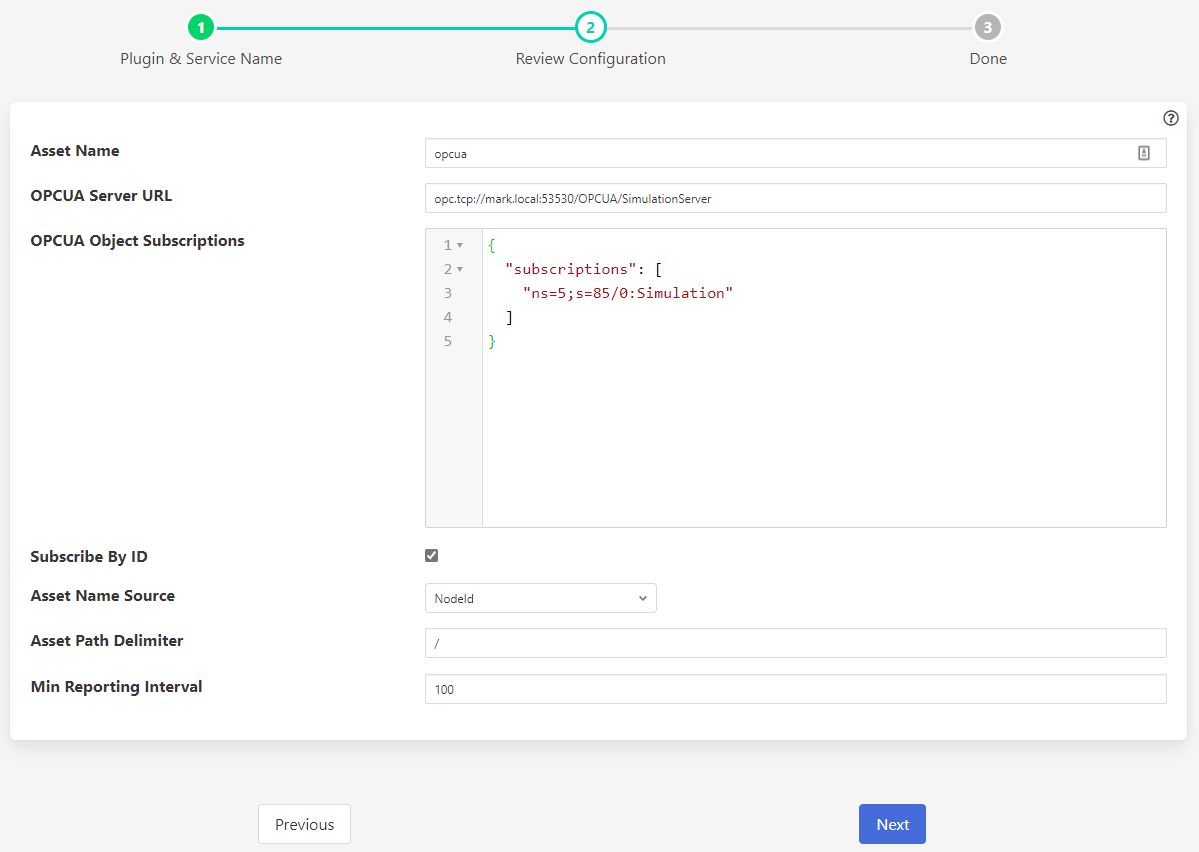 1 2 3
Plugin & Service Name Review Configuration Done
Asset Name opcua
OPCUA Server URL opc.tcp://mark.local:53530/OPCUA/SimulationServer
OPCUA Object Subscriptions
1 {
2 "subscriptions": [
3 "ns=5;s=85/0:Simulation"
4 ]
5 }
Subscribe By ID
Asset Name Source NodeId
Asset Path Delimiter /
Min Reporting Interval 100
Previous Next